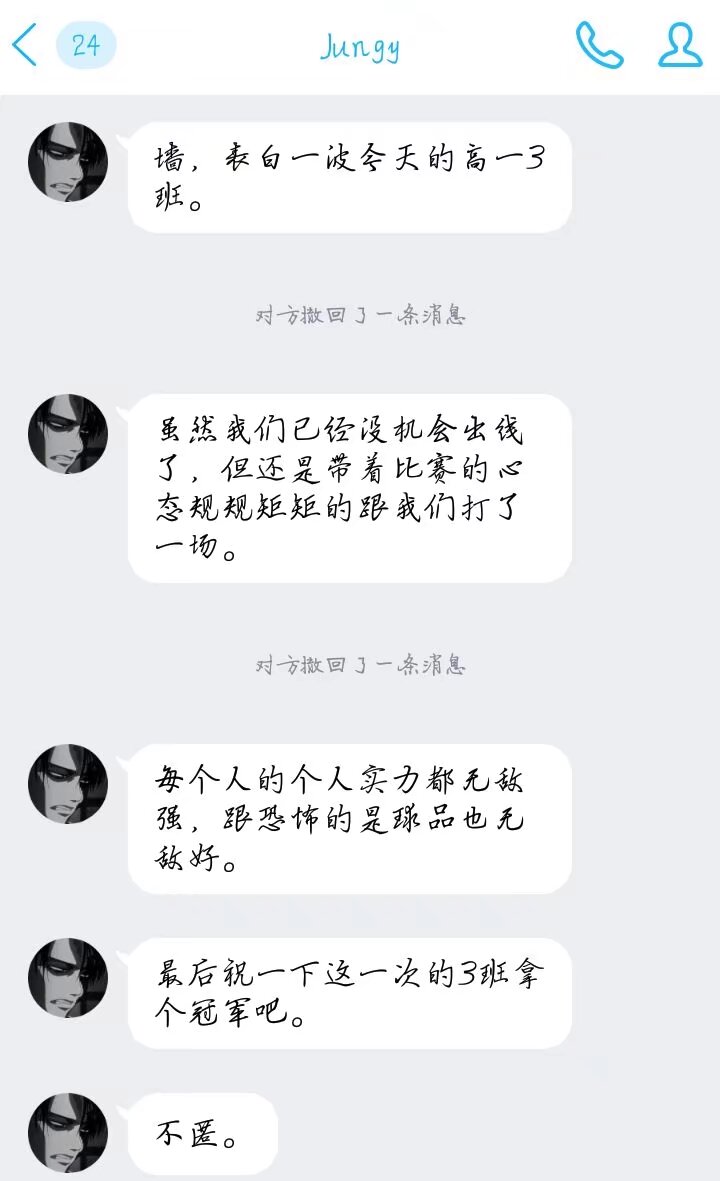 24
Jungy
墙，表白一波今天的高一3
班。
对方撤回了一条消息
虽然我们已经没机会出线
了，但还是带着比赛的心
态规规矩矩的跟我们打了
一场。
对方撤回了一条消息
每个人的个人实力都无敌
强，跟恐怖的是球品也无
敌好。
最后祝一下这一次的3班拿
个冠军吧。
不匿。